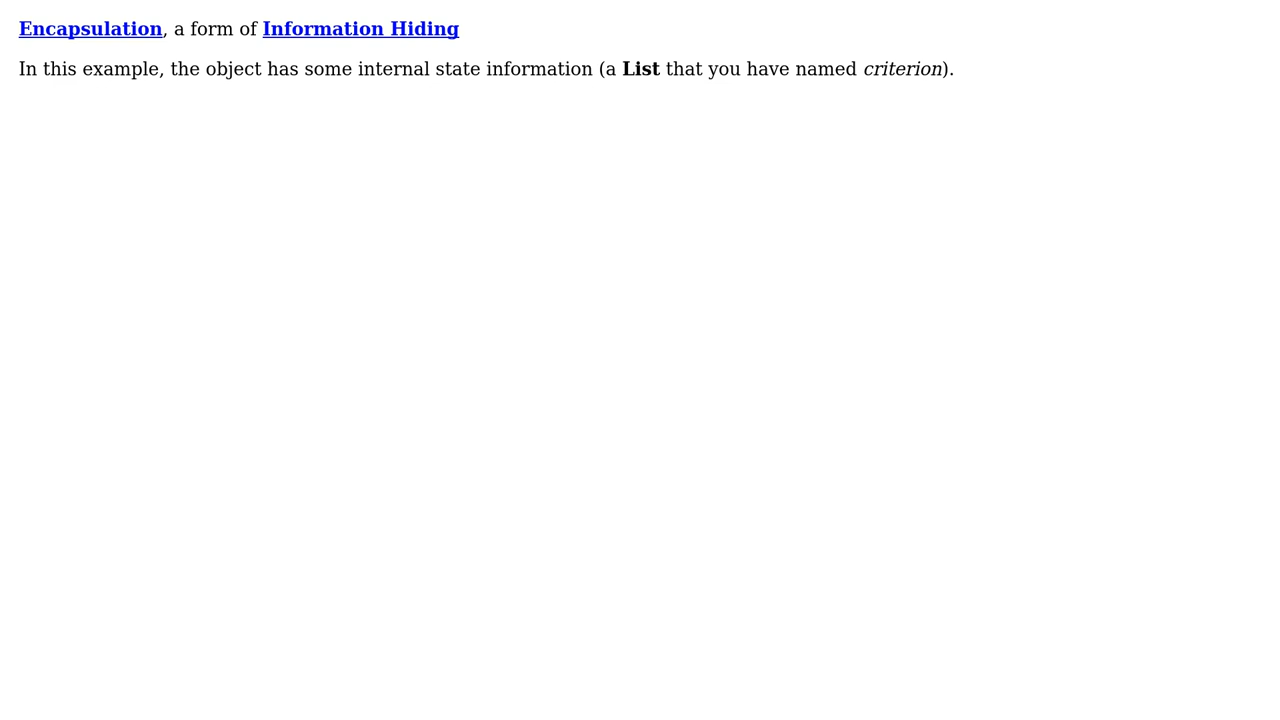 Encapsulation, a form of Information Hiding
In this example, the object has some internal state information (a List that you have named criterion).